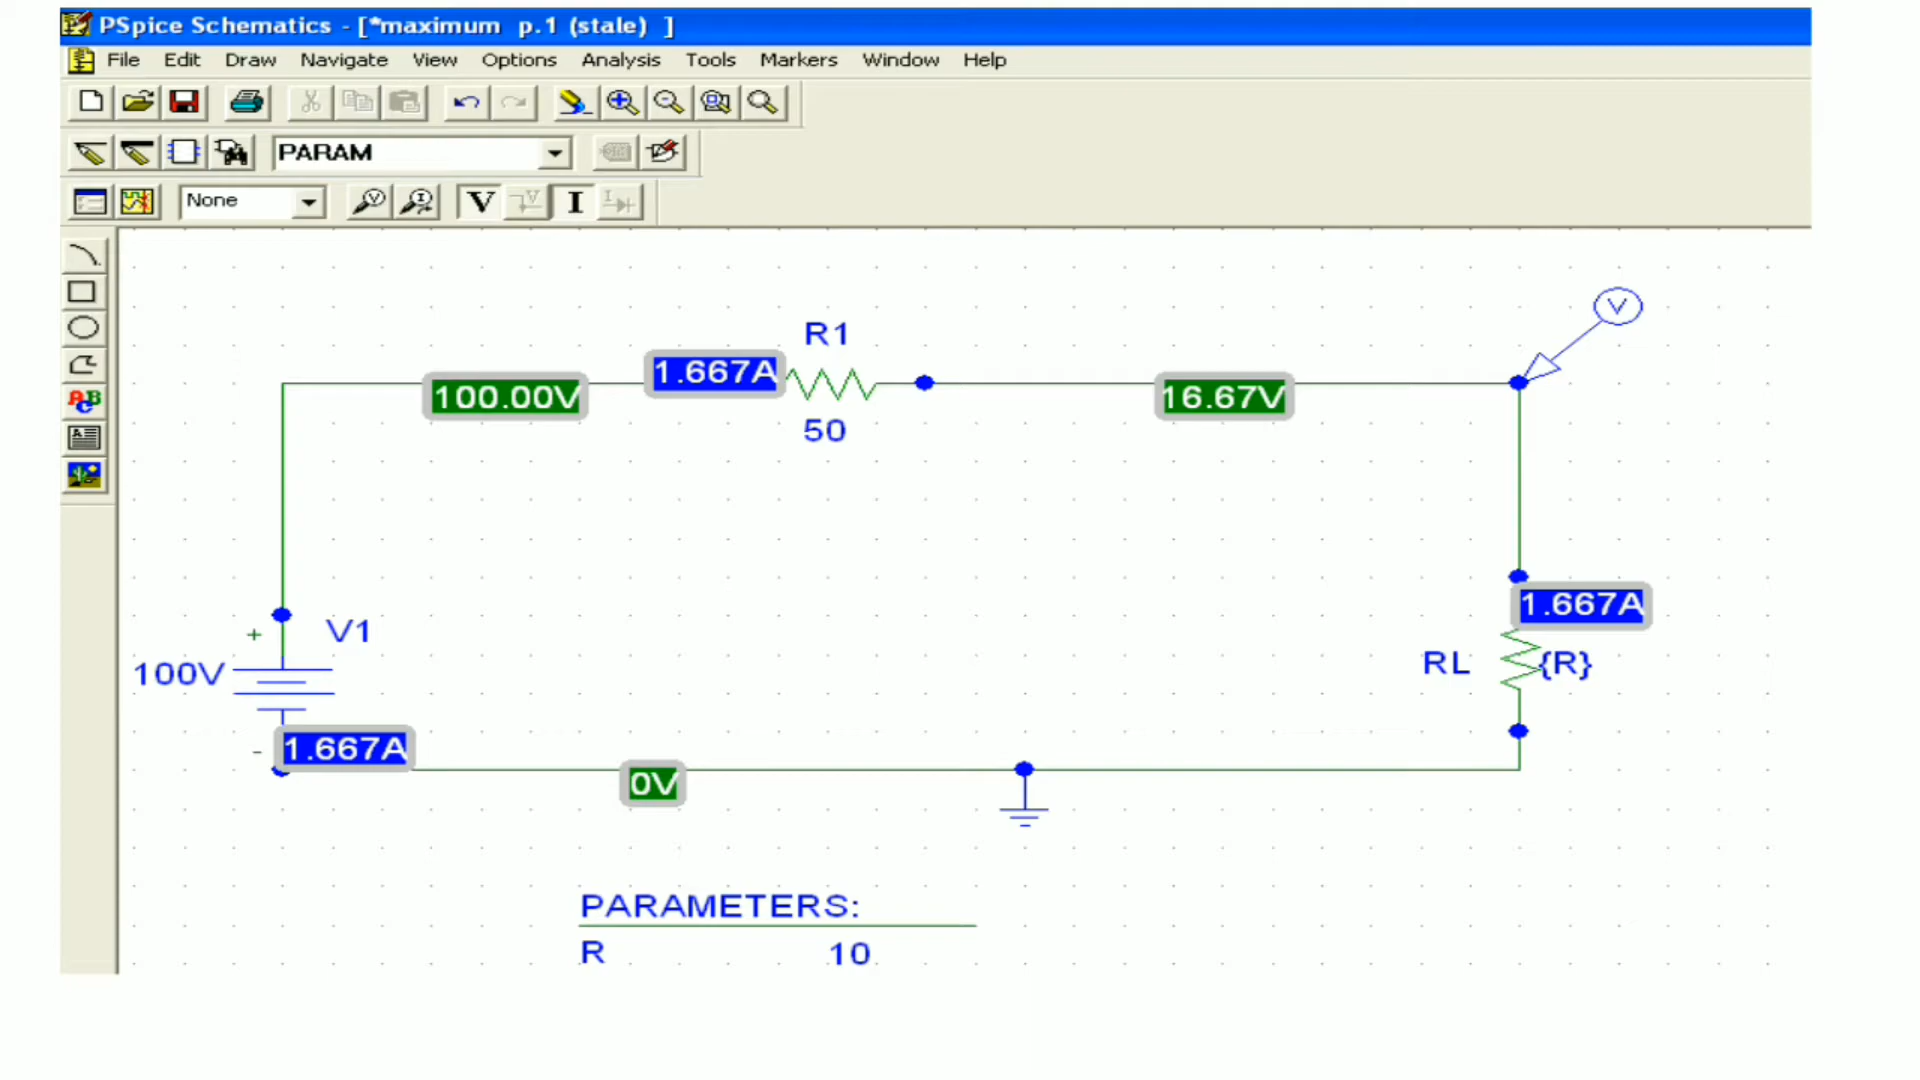 PSpice Schematics - [*maximum p.1 (stale) ]
File Edit Draw Navigate View Options Analysis Tools Markers Window Help
PARAM
None V V I I
ABC
A
V
R1
1.667A
100.00V
16.67V
50
1.667A
+ V1
RL {R}
100V
- 1.667A
0V
PARAMETERS:
R 10